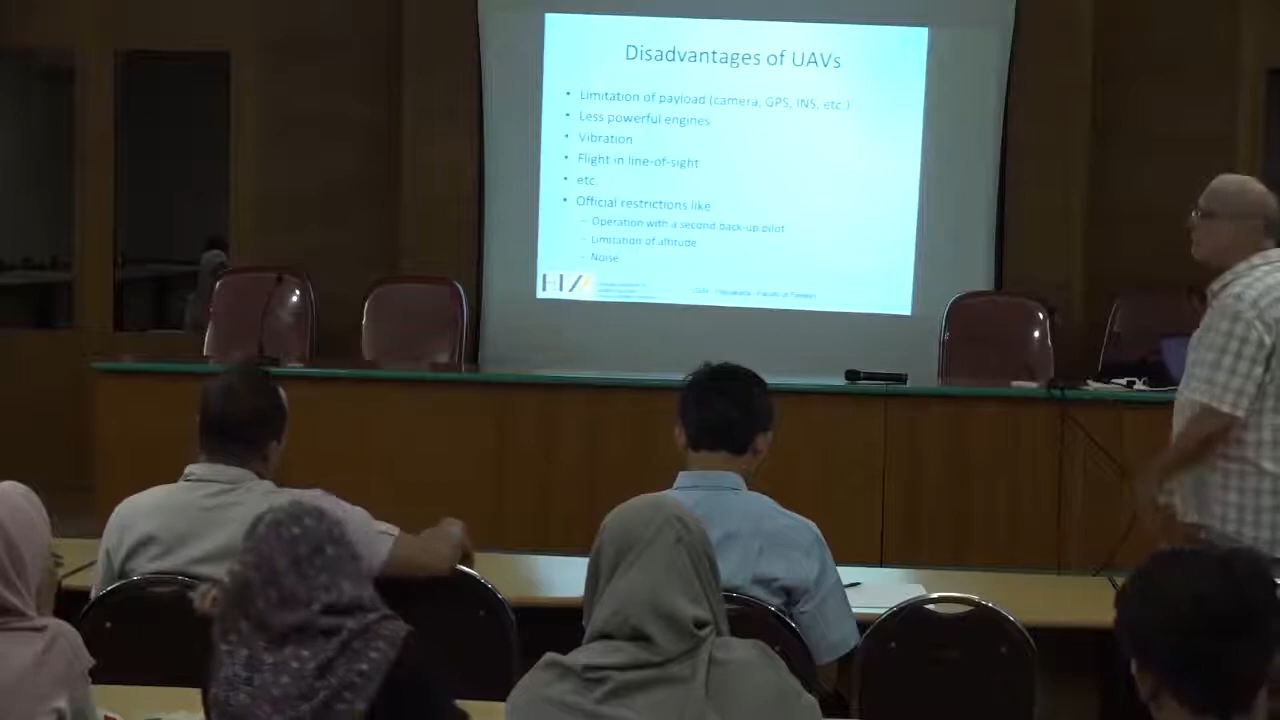 Disadvantages of UAVs
• Limitation of payload (camera, GPS, INS, etc.)
• Less powerful engines
• Vibration
• Flight in line-of-sight
• etc.
• Official restrictions like
– Operation with a second back-up pilot
– Limitation of altitude
– Noise